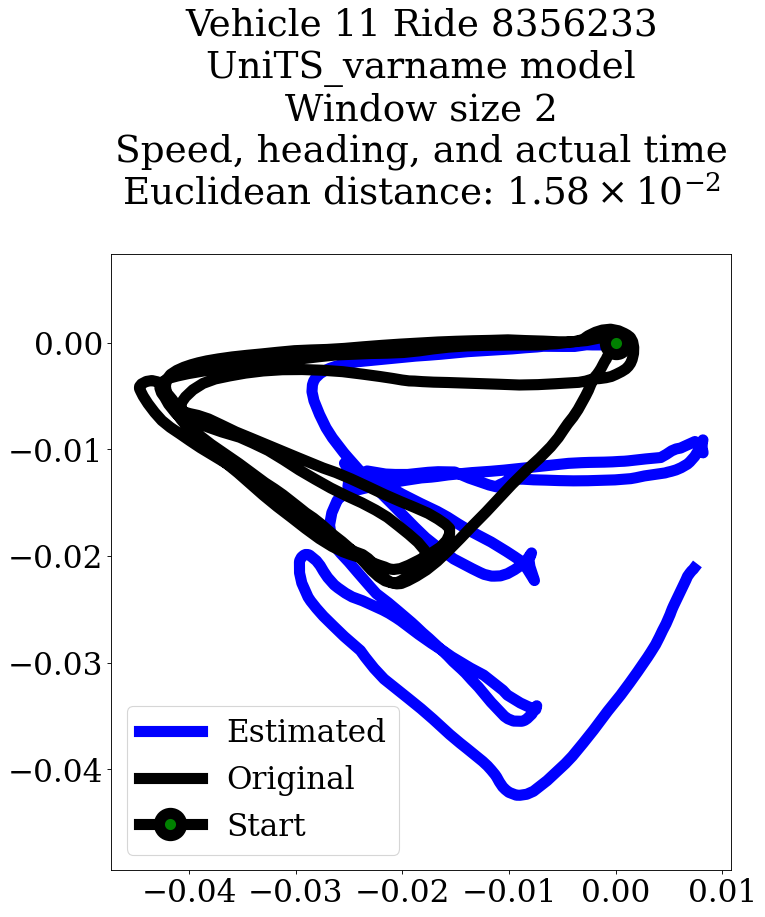 Vehicle 11 Ride 8356233
UniTS_varname model
Window size 2
Speed, heading, and actual time
Euclidean distance: 1.58 × 10⁻²
0.00
−0.01
−0.02
−0.03
−0.04
Estimated
Original
Start
−0.04 −0.03 −0.02 −0.01 0.00 0.01